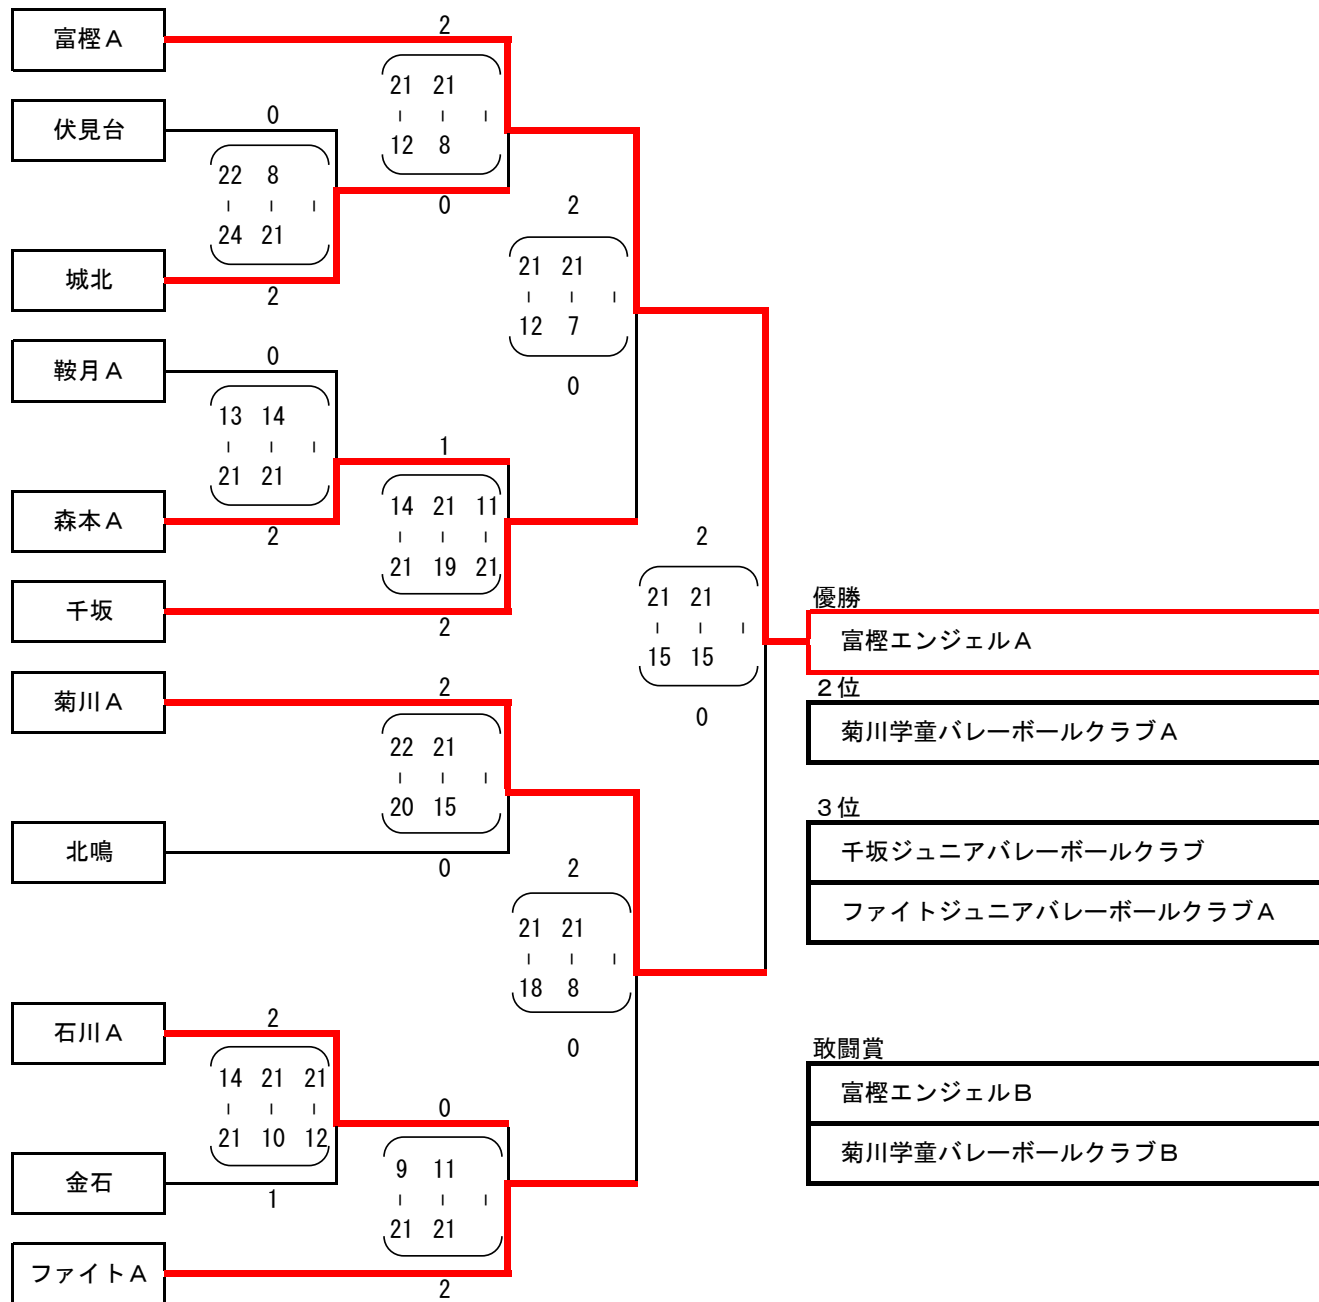 富樫A
2
21 21
- - -
12 8
0
伏見台
0
22 8
- - -
24 21
2
城北
2
21 21
- - -
12 7
0
鞍月A
0
13 14
- - -
21 21
2
森本A
1
14 21 11
- - -
21 19 21
2
千坂
2
21 21
- - -
15 15
0
菊川A
2
22 21
- - -
20 15
0
北鳴
2
21 21
- - -
18 8
0
石川A
2
14 21 21
- - -
21 10 12
1
金石
0
9 11
- - -
21 21
2
ファイトA
優勝
富樫エンジェルA
2位
菊川学童バレーボールクラブA
3位
千坂ジュニアバレーボールクラブ
ファイトジュニアバレーボールクラブA
敢闘賞
富樫エンジェルB
菊川学童バレーボールクラブB